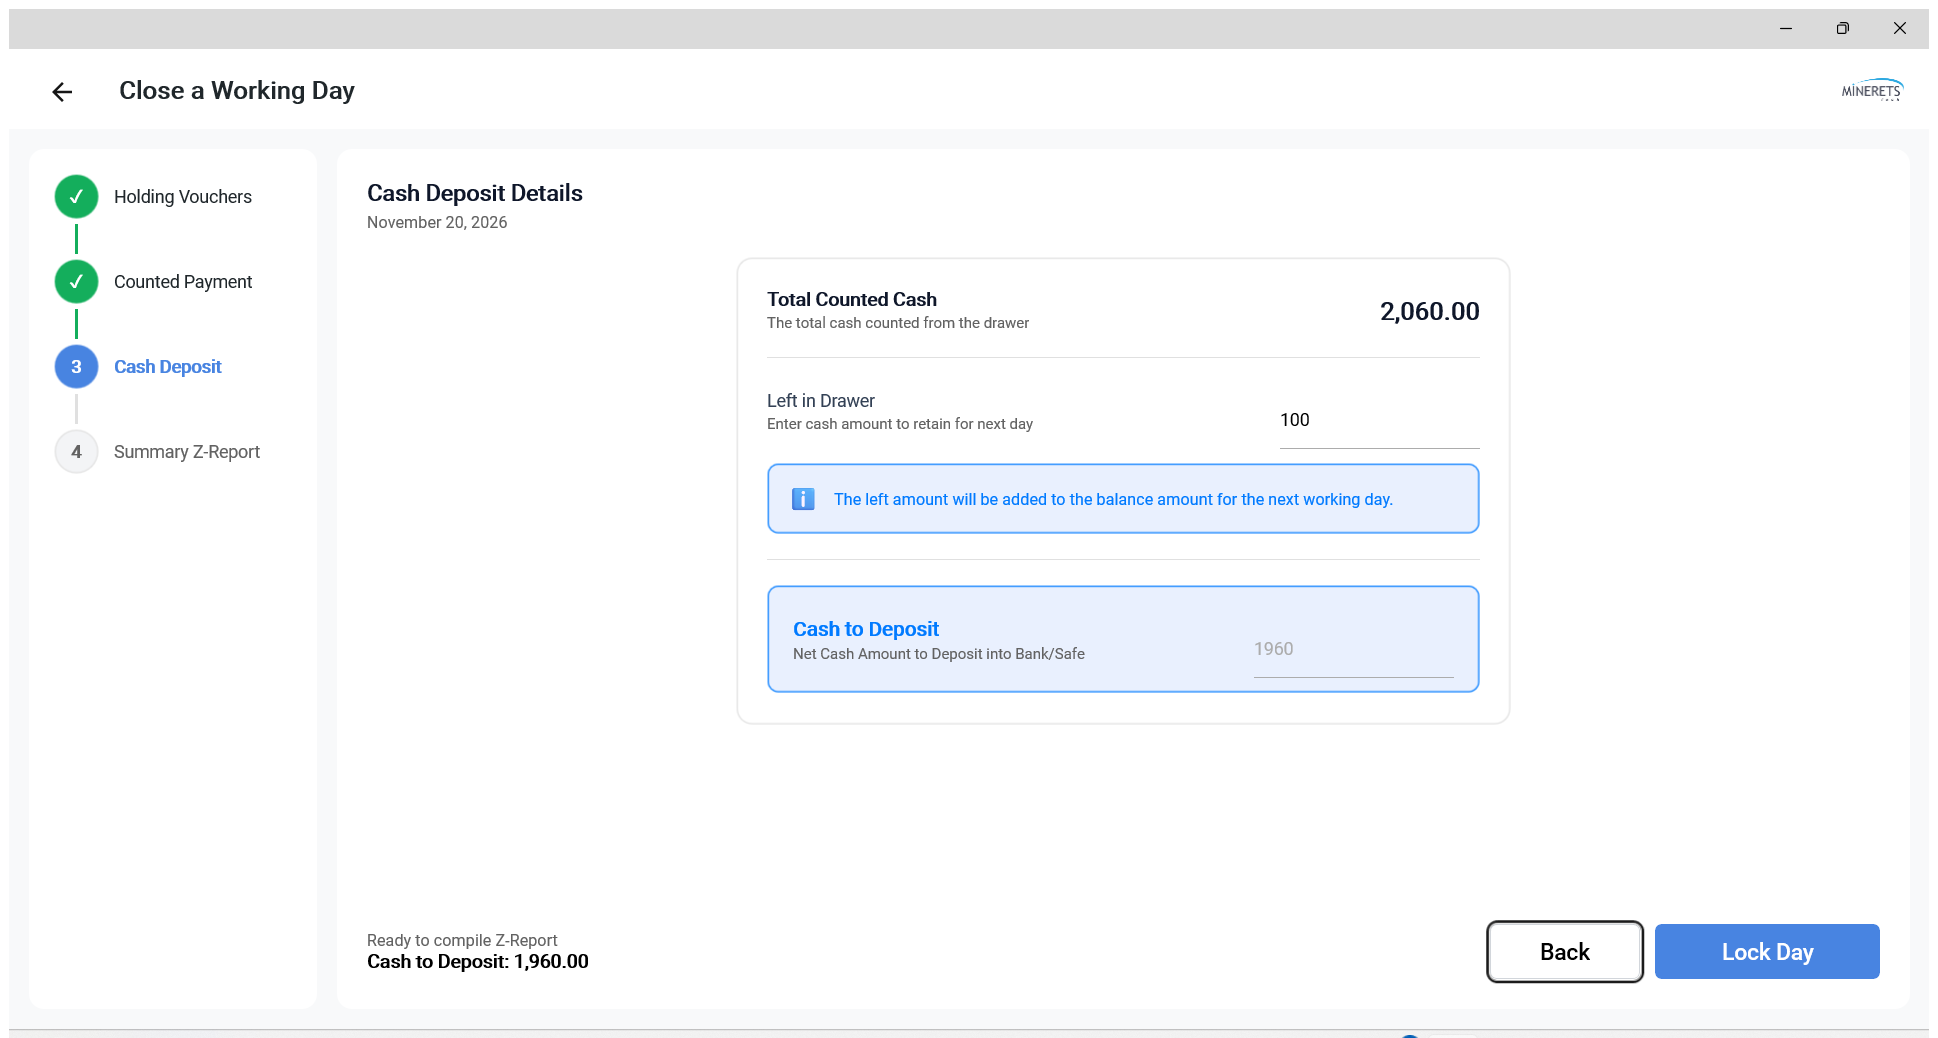 Close a Working Day
MINERETS
✓ Holding Vouchers
✓ Counted Payment
3 Cash Deposit
4 Summary Z-Report
Cash Deposit Details
November 20, 2026
Total Counted Cash
The total cash counted from the drawer
2,060.00
Left in Drawer
Enter cash amount to retain for next day
100
The left amount will be added to the balance amount for the next working day.
Cash to Deposit
Net Cash Amount to Deposit into Bank/Safe
1960
Ready to compile Z-Report
Cash to Deposit: 1,960.00
Back
Lock Day